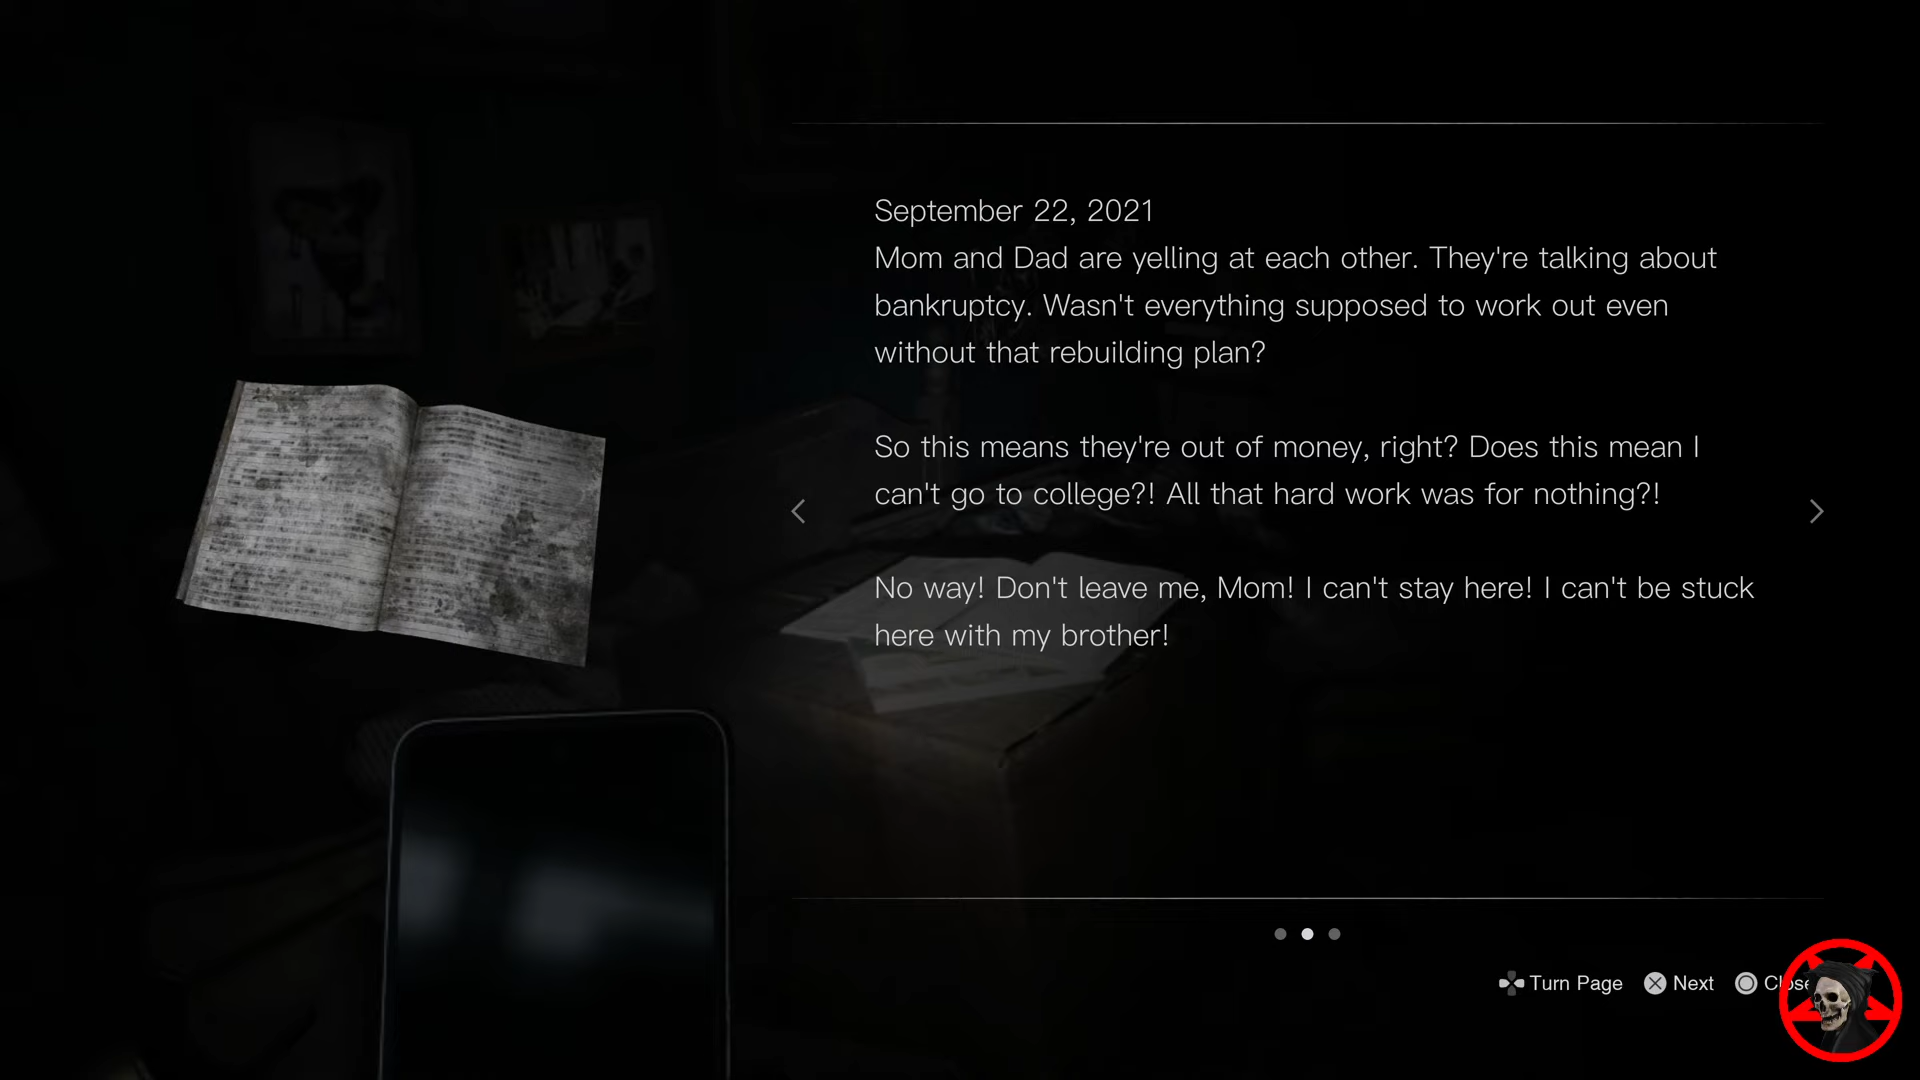 September 22, 2021
Mom and Dad are yelling at each other. They're talking about
bankruptcy. Wasn't everything supposed to work out even
without that rebuilding plan?
So this means they're out of money, right? Does this mean I
can't go to college?! All that hard work was for nothing?!
No way! Don't leave me, Mom! I can't stay here! I can't be stuck
here with my brother!
Turn Page Next Close